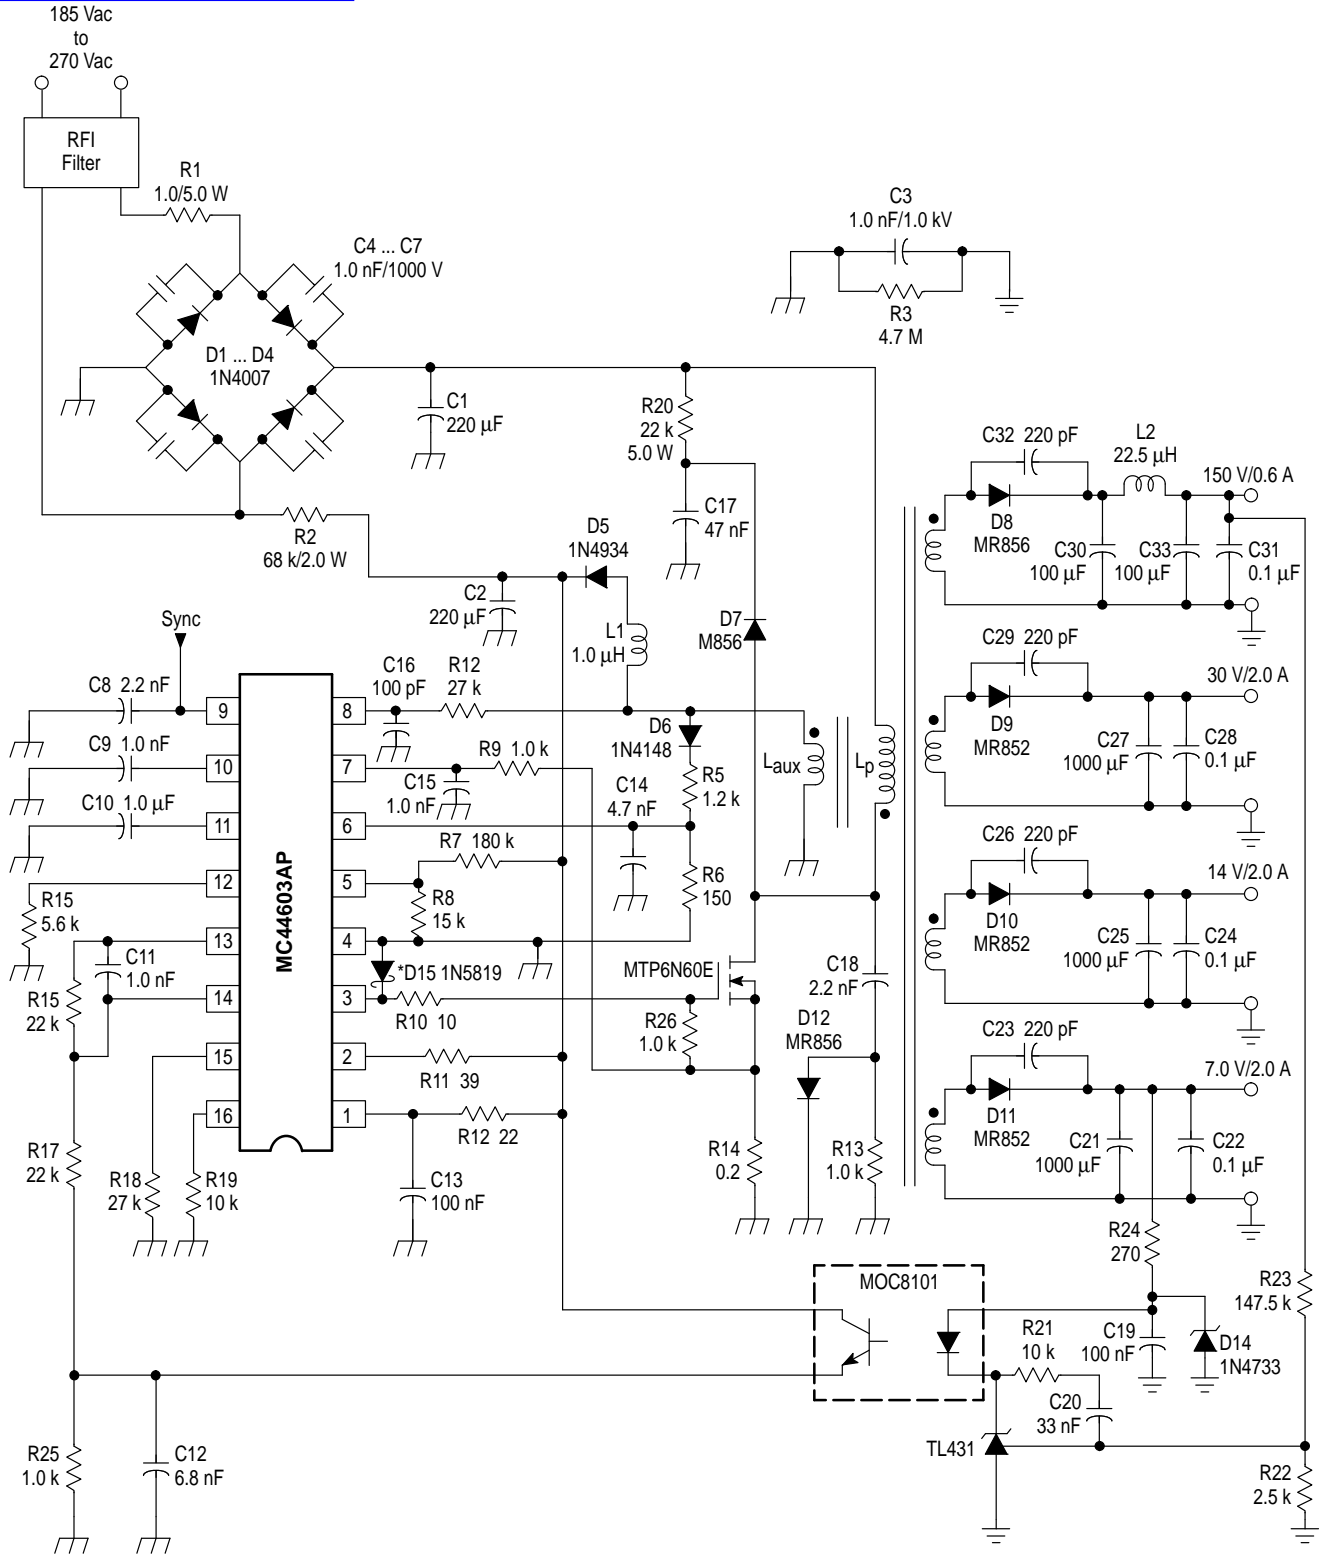 185 Vac
to
270 Vac
RFI
Filter
R1
1.0/5.0 W
C4 ... C7
1.0 nF/1000 V
D1 ... D4
1N4007
C3
1.0 nF/1.0 kV
R3
4.7 M
C1
220 µF
R20
22 k
5.0 W
C17
47 nF
R2
68 k/2.0 W
D5
1N4934
C2
220 µF
L1
1.0 µH
D7
M856
C32 220 pF
L2
22.5 µH
150 V/0.6 A
D8
MR856
C30
100 µF
C33
100 µF
C31
0.1 µF
Sync
C8 2.2 nF
C9 1.0 nF
C10 1.0 µF
9
10
11
12
13
14
15
16
MC44603AP
8
7
6
5
4
3
2
1
C16
100 pF
R12
27 k
R9 1.0 k
C15
1.0 nF
D6
1N4148
C14
4.7 nF
R5
1.2 k
R7 180 k
R8
15 k
R6
150
Laux
Lp
C29 220 pF
30 V/2.0 A
D9
MR852
C27
1000 µF
C28
0.1 µF
C26 220 pF
14 V/2.0 A
D10
MR852
C25
1000 µF
C24
0.1 µF
R15
5.6 k
C11
1.0 nF
R15
22 k
*D15 1N5819
R10 10
MTP6N60E
R26
1.0 k
C18
2.2 nF
D12
MR856
R11 39
R12 22
C13
100 nF
R14
0.2
R13
1.0 k
R17
22 k
R18
27 k
R19
10 k
C23 220 pF
7.0 V/2.0 A
D11
MR852
C21
1000 µF
C22
0.1 µF
R24
270
R23
147.5 k
MOC8101
R21
10 k
C19
100 nF
D14
1N4733
C20
33 nF
TL431
R22
2.5 k
R25
1.0 k
C12
6.8 nF